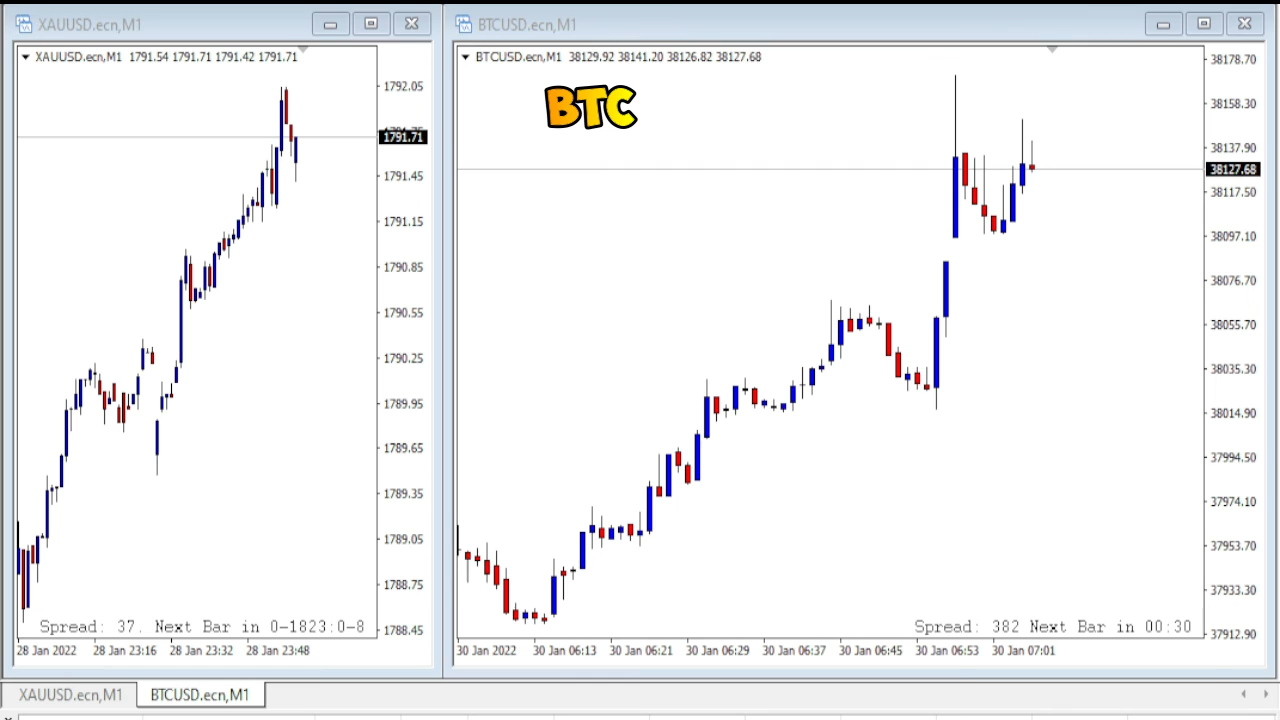 XAUUSD.ecn,M1
XAUUSD.ecn,M1 1791.54 1791.71 1791.42 1791.71
1792.05
1791.71
1791.45
1791.15
1790.85
1790.55
1790.25
1789.95
1789.65
1789.35
1789.05
1788.75
1788.45
Spread: 37. Next Bar in 0-1823:0-8
28 Jan 2022 28 Jan 23:16 28 Jan 23:32 28 Jan 23:48
BTCUSD.ecn,M1
BTCUSD.ecn,M1 38129.92 38141.20 38126.82 38127.68
BTC
38178.70
38158.30
38137.90
38127.68
38117.50
38097.10
38076.70
38055.70
38035.30
38014.90
37994.50
37974.10
37953.70
37933.30
37912.90
Spread: 382 Next Bar in 00:30
30 Jan 2022 30 Jan 06:13 30 Jan 06:21 30 Jan 06:29 30 Jan 06:37 30 Jan 06:45 30 Jan 06:53 30 Jan 07:01
XAUUSD.ecn,M1 BTCUSD.ecn,M1